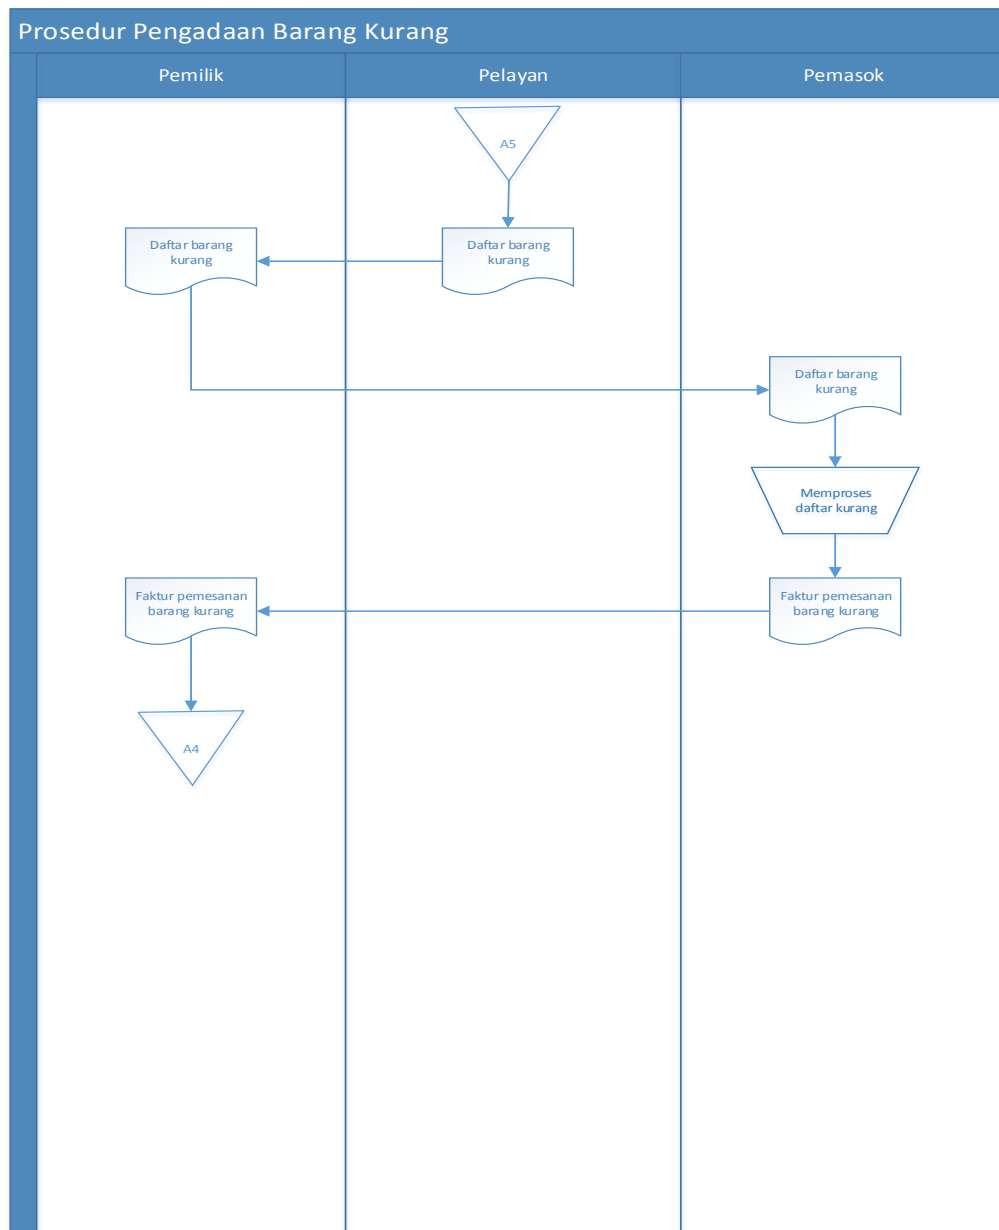 Prosedur Pengadaan Barang Kurang
Pemilik
Pelayan
Pemasok
A5
Daftar barang
kurang
Daftar barang
kurang
Daftar barang
kurang
Memproses
daftar kurang
Faktur pemesanan
barang kurang
Faktur pemesanan
barang kurang
A4